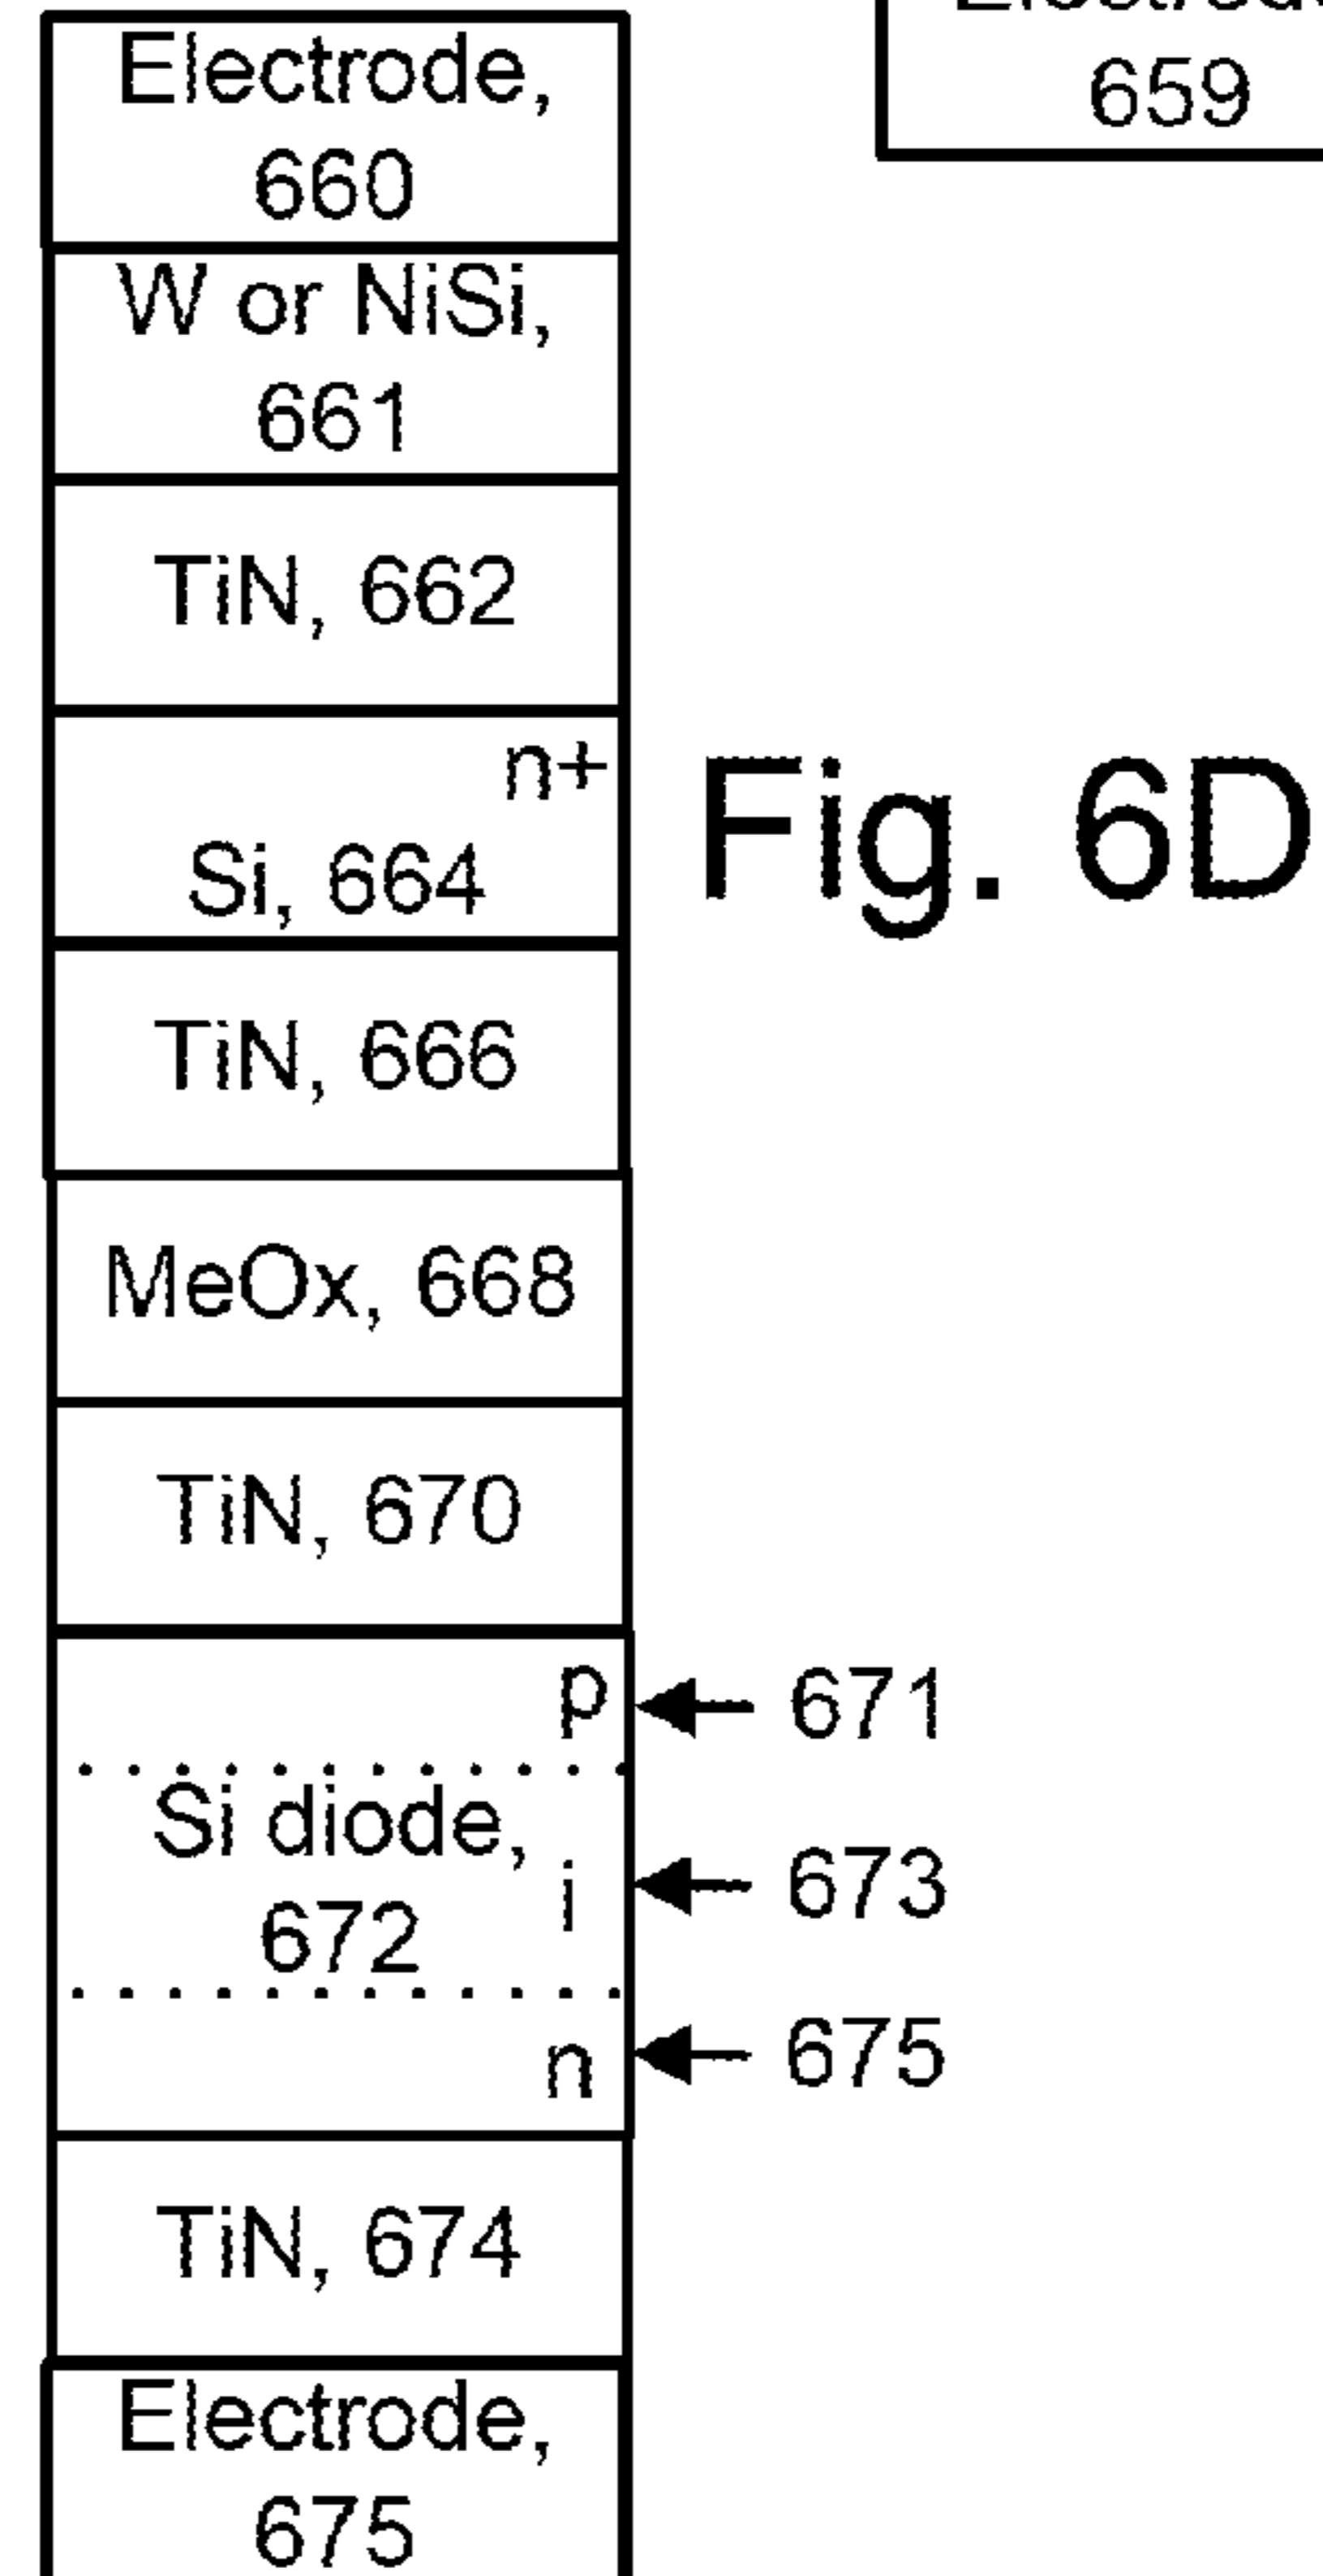 Electrode,
660
659
W or NiSi,
661
TiN, 662
n+
Si, 664
Fig. 6D
TiN, 666
MeOx, 668
TiN, 670
p
671
Si diode,
672
i
673
n
675
TiN, 674
Electrode,
675